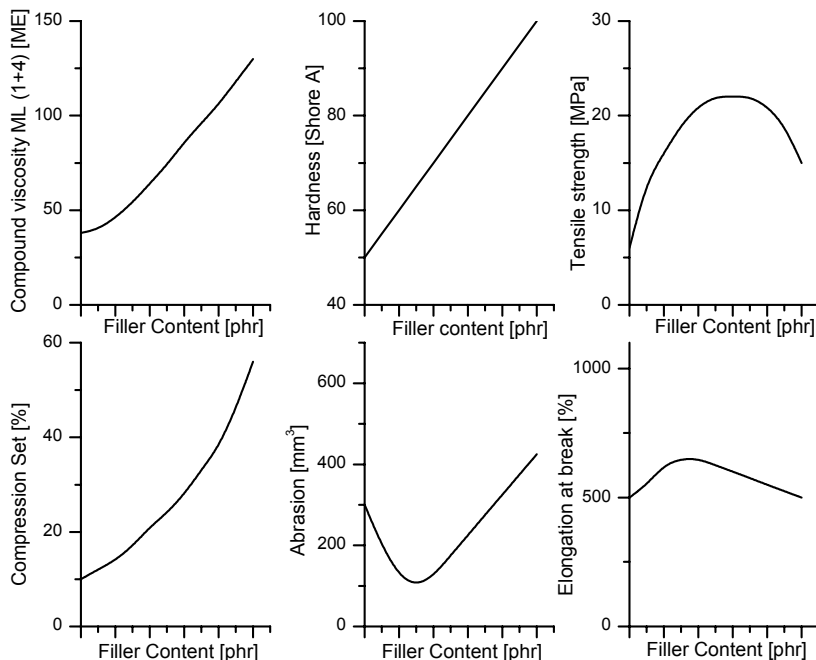 Compound viscosity ML (1+4) [ME]
150
100
50
0
Filler Content [phr]
Hardness [Shore A]
100
80
60
40
Filler content [phr]
Tensile strength [MPa]
30
20
10
0
Filler Content [phr]
Compression Set [%]
60
40
20
0
Filler Content [phr]
Abrasion [mm³]
600
400
200
0
Filler Content [phr]
Elongation at break [%]
1000
500
0
Filler Content [phr]